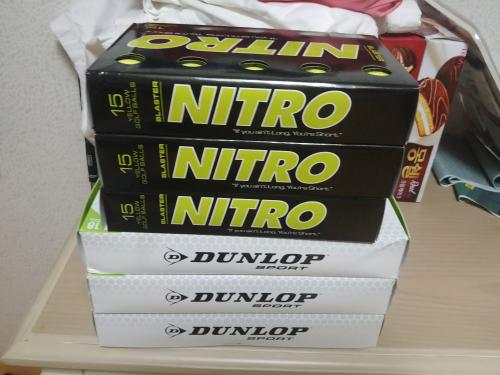 NITRO
15
YELLOW
GOLF BALLS
BLASTER
NITRO
"If you ain't Long, You're Short."
15
YELLOW
GOLF BALLS
BLASTER
NITRO
"If you ain't Long, You're Short."
15
YELLOW
GOLF BALLS
BLASTER
NITRO
"If you ain't Long, You're Short."
DUNLOP
SPORT
DUNLOP
SPORT
DUNLOP
SPORT
몽쉘